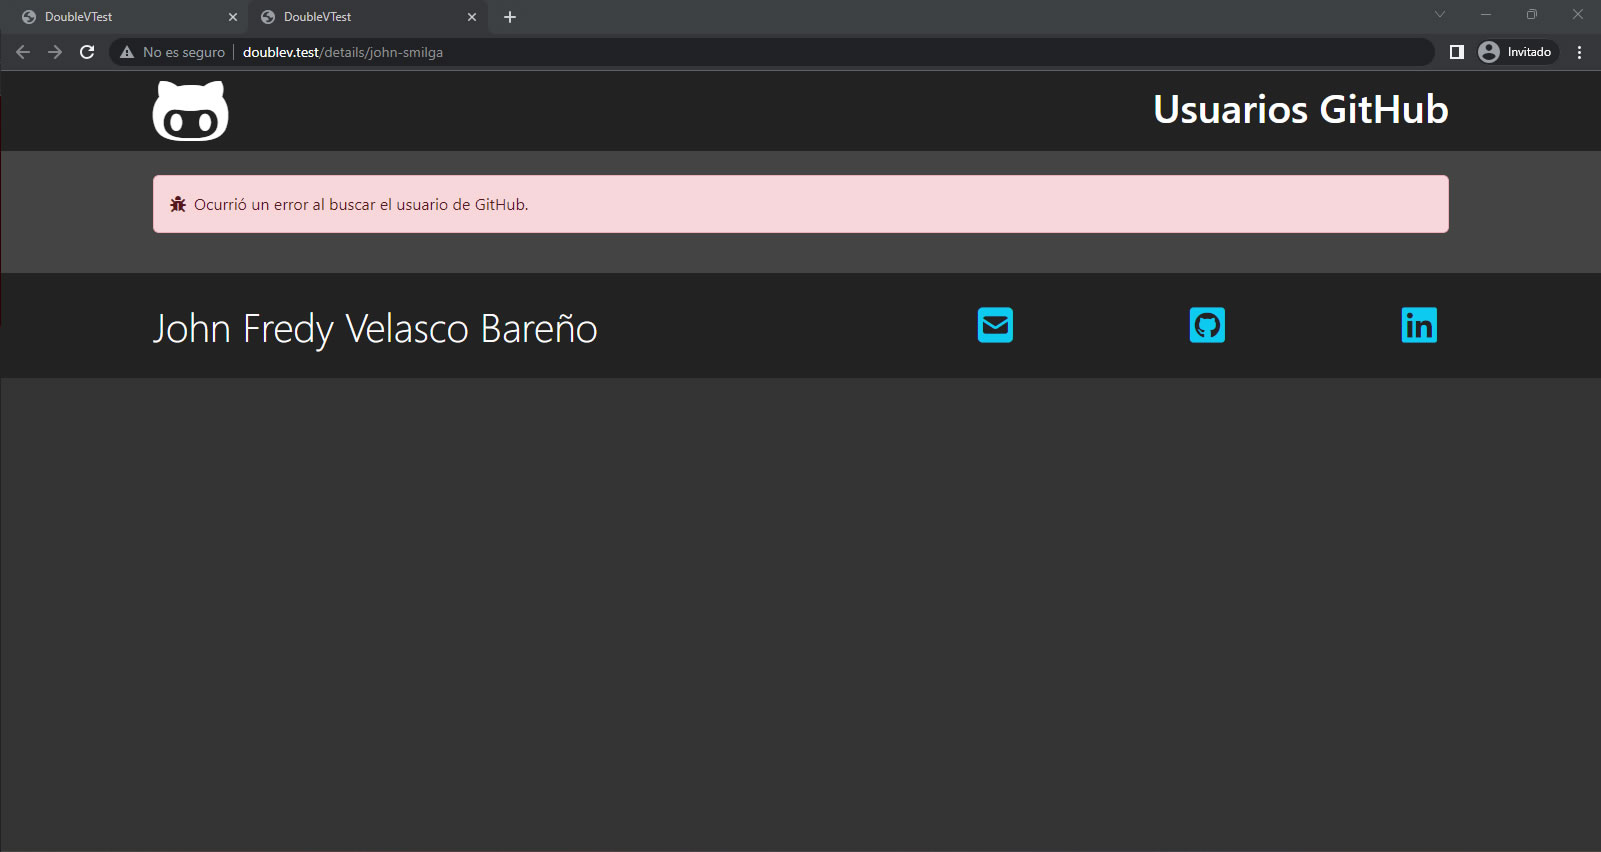 DoubleVTest
DoubleVTest
No es seguro
doublev.test/details/john-smilga
Invitado
Usuarios GitHub
Ocurrió un error al buscar el usuario de GitHub.
John Fredy Velasco Bareño
in